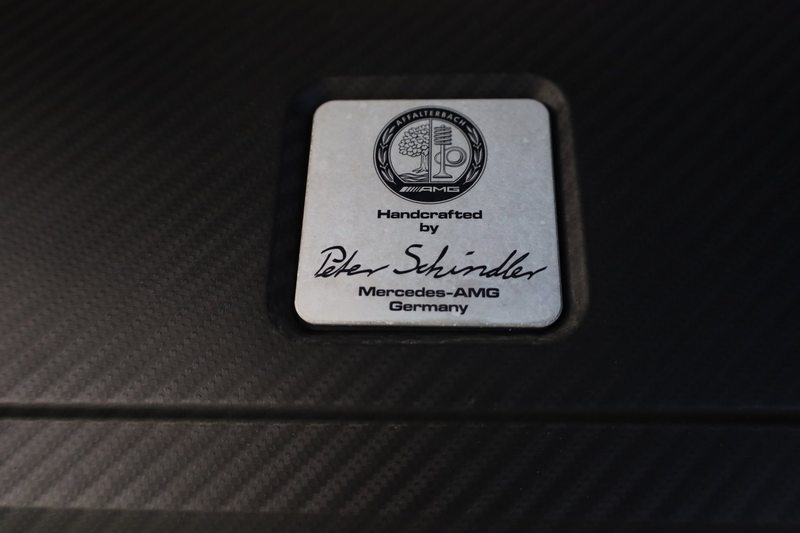 AFFALTERBACH
AMG
Handcrafted
by
Peter Schindler
Mercedes-AMG
Germany